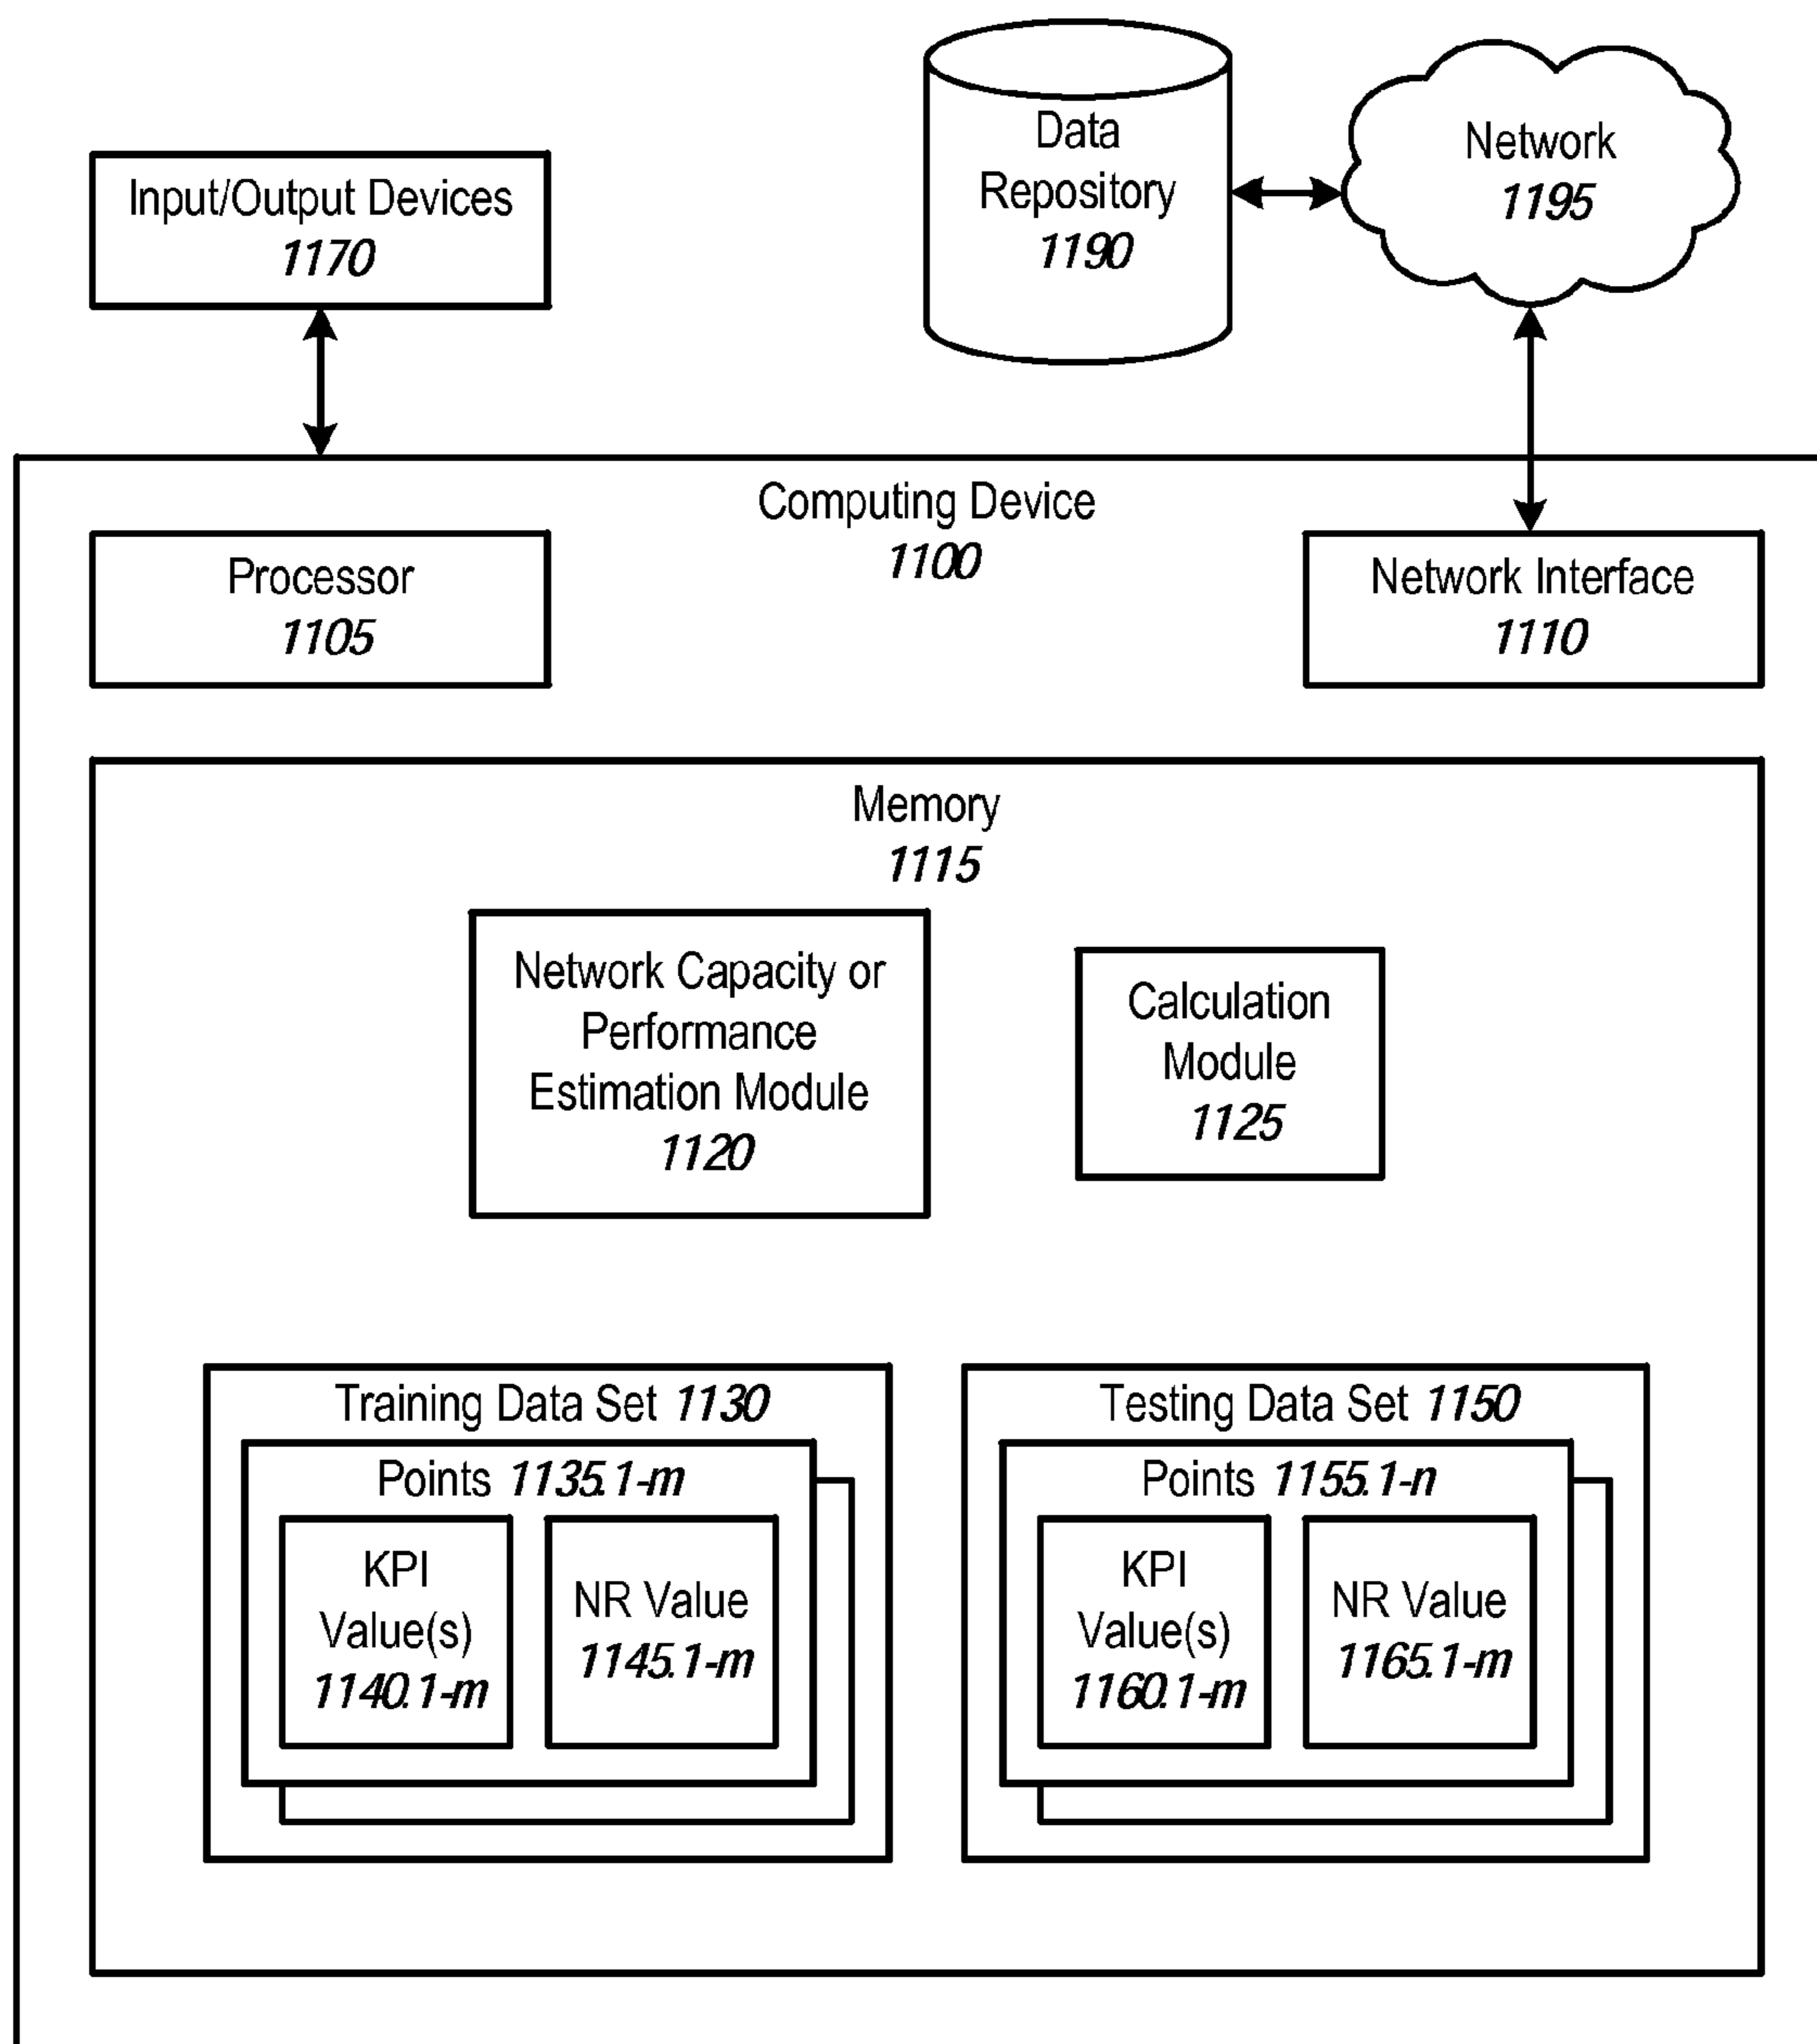 Data
Repository
1190
Network
1195
Input/Output Devices
1170
Computing Device
1100
Processor
1105
Network Interface
1110
Memory
1115
Network Capacity or
Performance
Estimation Module
1120
Calculation
Module
1125
Training Data Set 1130
Points 1135.1-m
KPI
Value(s)
1140.1-m
NR Value
1145.1-m
Testing Data Set 1150
Points 1155.1-n
KPI
Value(s)
1160.1-m
NR Value
1165.1-m